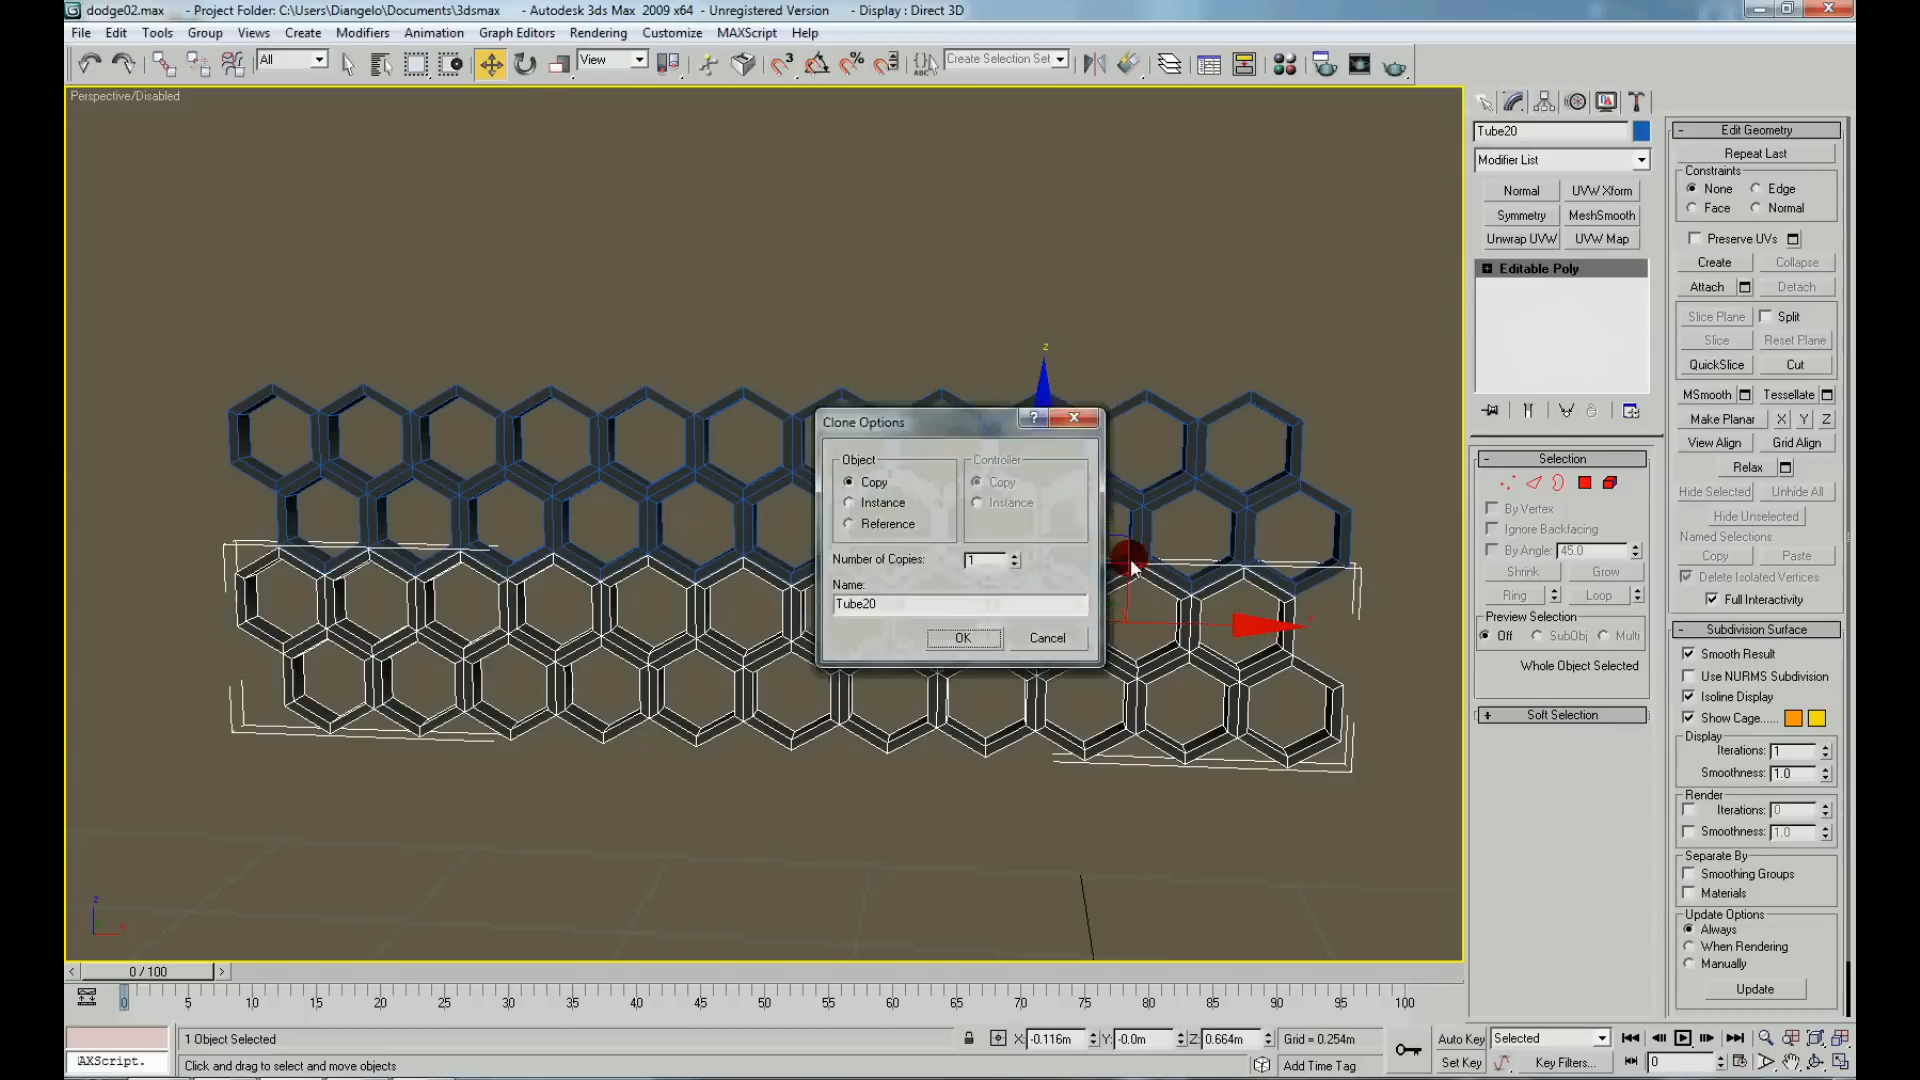 dodge02.max - Project Folder: C:\Users\Diangelo\Documents\3dsmax - Autodesk 3ds Max 2009 x64 - Unregistered Version - Display : Direct 3D
File Edit Tools Group Views Create Modifiers Animation Graph Editors Rendering Customize MAXScript Help
All View Create Selection Set
Perspective/Disabled
Tube20
Modifier List
Normal UVW Xform
Symmetry MeshSmooth
Unwrap UVW UVW Map
Editable Poly
Selection
By Vertex
Ignore Backfacing
By Angle: 45.0
Shrink Grow
Ring Loop
Preview Selection
Off SubObj Multi
Whole Object Selected
Soft Selection
Edit Geometry
Repeat Last
Constraints
None Edge
Face Normal
Preserve UVs
Create Collapse
Attach Detach
Slice Plane Split
Slice Reset Plane
QuickSlice Cut
MSmooth Tessellate
Make Planar X Y Z
View Align Grid Align
Relax
Hide Selected Unhide All
Hide Unselected
Named Selections:
Copy Paste
Delete Isolated Vertices
Full Interactivity
Subdivision Surface
Smooth Result
Use NURMS Subdivision
Isoline Display
Show Cage......
Display
Iterations: 1
Smoothness: 1.0
Render
Iterations: 0
Smoothness: 1.0
Separate By
Smoothing Groups
Materials
Update Options
Always
When Rendering
Manually
Update
z
Clone Options
Object Controller
Copy Copy
Instance Instance
Reference
Number of Copies: 1
Name:
Tube20
OK Cancel
z
0 / 100
0 5 10 15 20 25 30 35 40 45 50 55 60 65 70 75 80 85 90 95 100
1 Object Selected X: -0.116m Y: -0.0m Z: 0.664m Grid = 0.254m Auto Key Selected
AXScript. Click and drag to select and move objects Add Time Tag Set Key Key Filters... 0